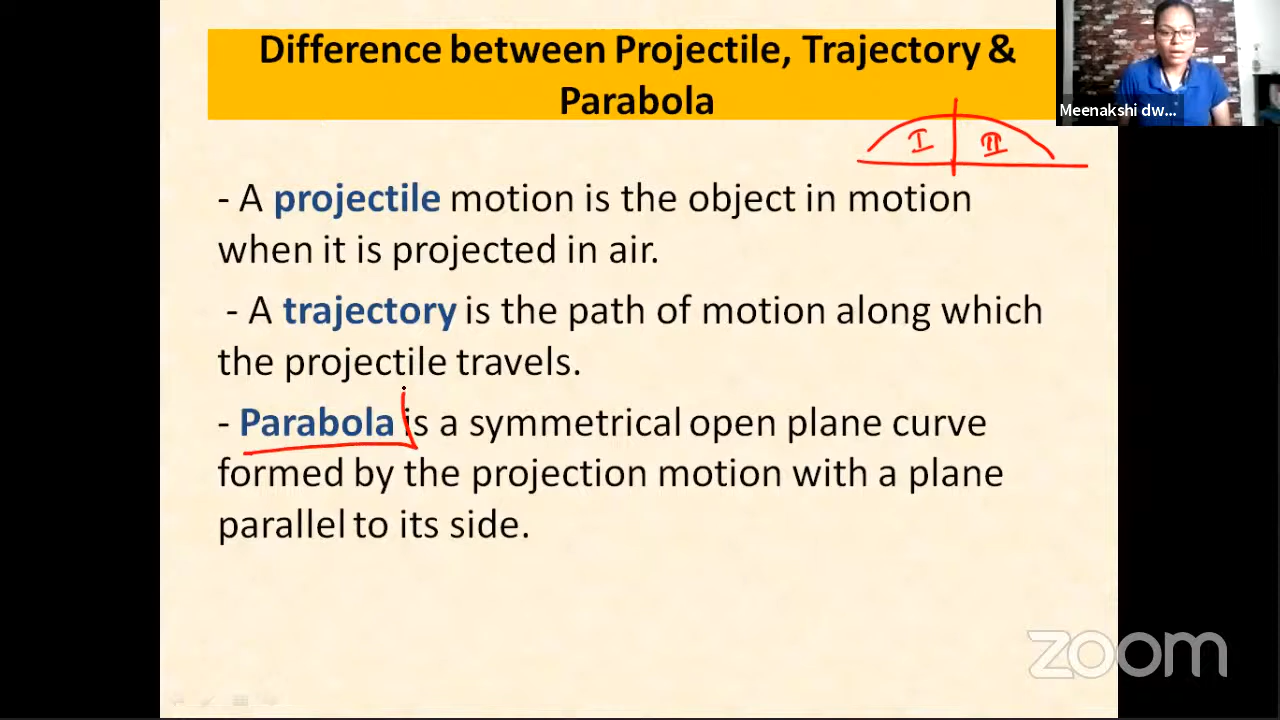 Difference between Projectile, Trajectory &
Parabola
Meenakshi dw...
I II
- A projectile motion is the object in motion
when it is projected in air.
- A trajectory is the path of motion along which
the projectile travels.
- Parabola is a symmetrical open plane curve
formed by the projection motion with a plane
parallel to its side.
zoom